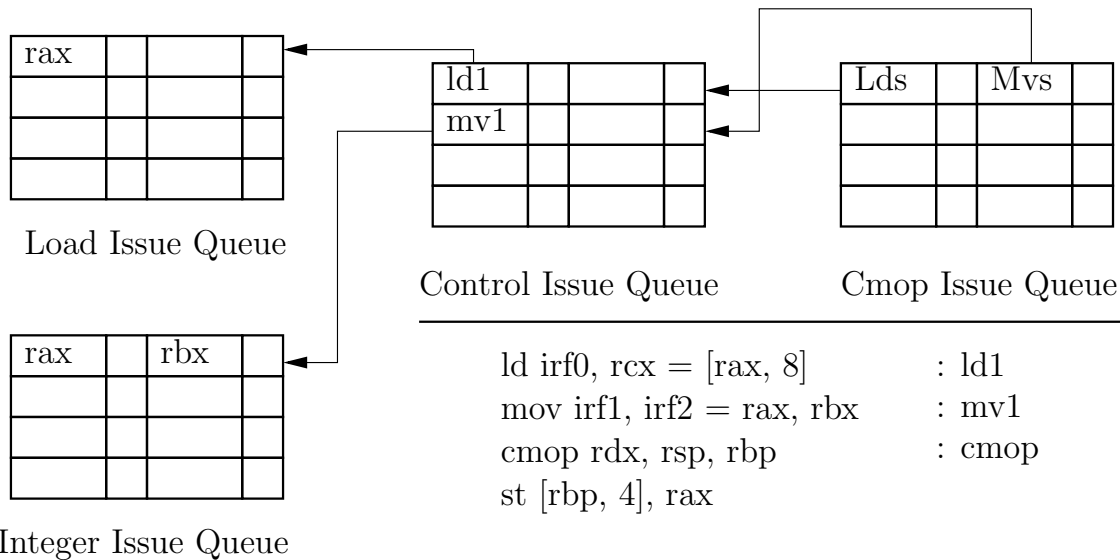 rax
Load Issue Queue
ld1
mv1
Control Issue Queue
Lds Mvs
Cmop Issue Queue
rax rbx
Integer Issue Queue
ld irf0, rcx = [rax, 8] : ld1
mov irf1, irf2 = rax, rbx : mv1
cmop rdx, rsp, rbp : cmop
st [rbp, 4], rax